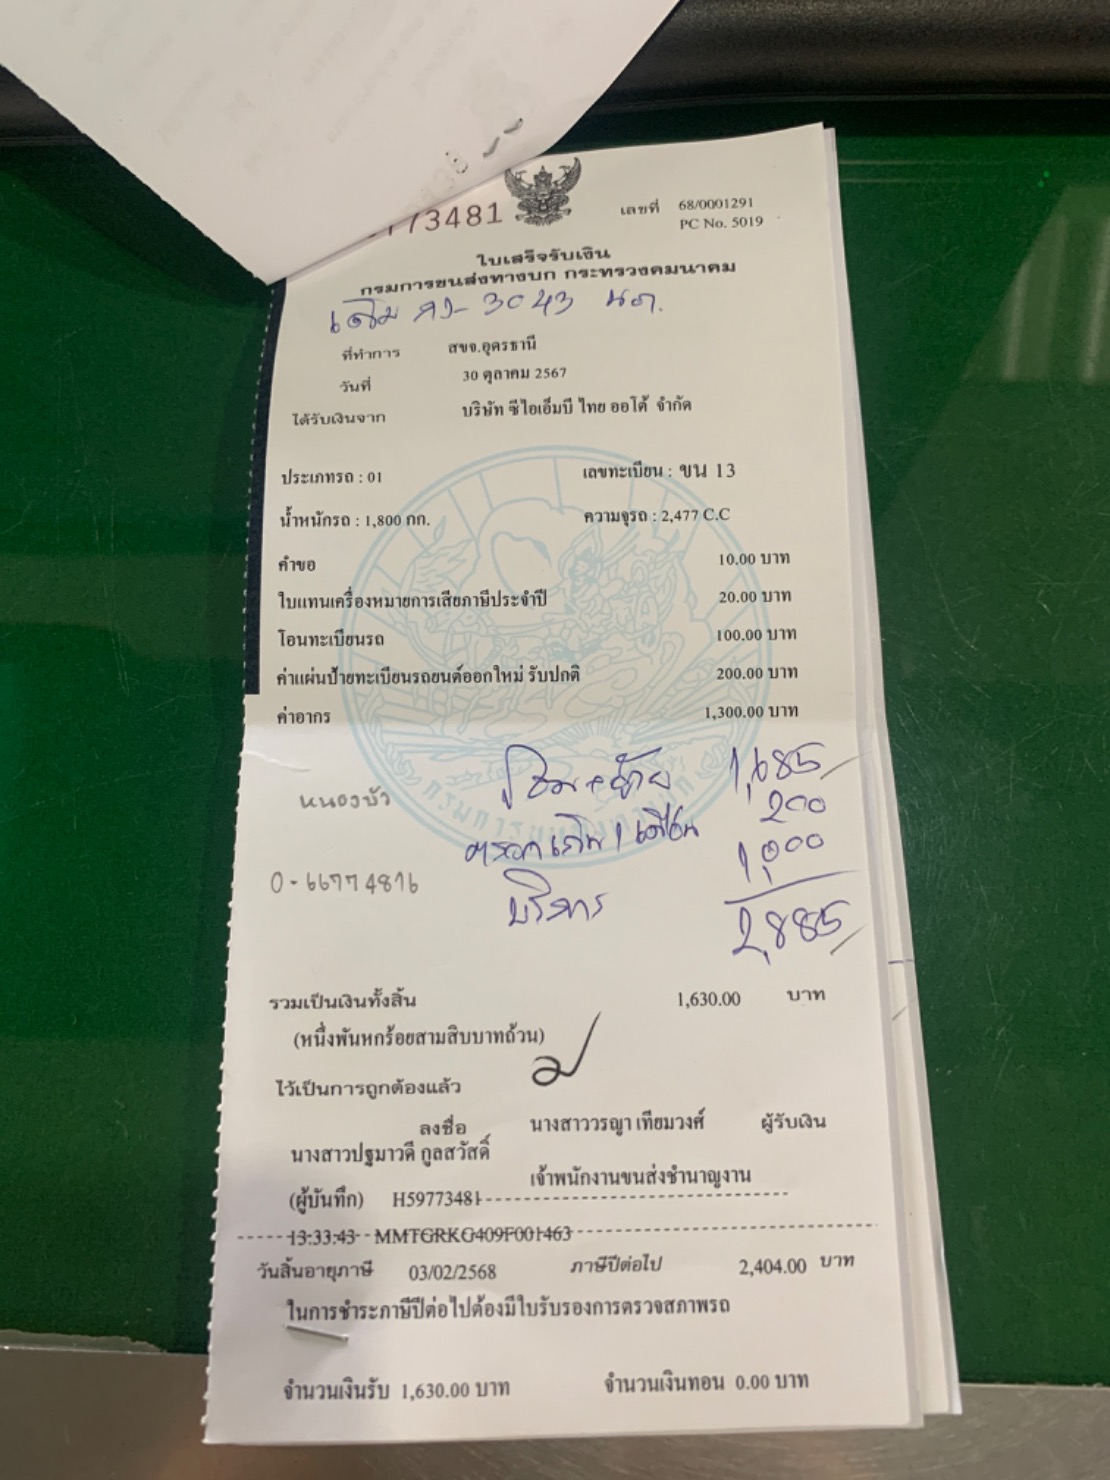 73481
เลขที่ 68/0001291
PC No. 5019
ใบเสร็จรับเงิน
กรมการขนส่งทางบก กระทรวงคมนาคม
เดิม 3043
ที่ทำการ สขจ.อุดรธานี
วันที่ 30 ตุลาคม 2567
ได้รับเงินจาก บริษัท ซีไอเอ็มบี ไทย ออโต้ จำกัด
ประเภทรถ : 01 เลขทะเบียน : ขน 13
น้ำหนักรถ : 1,800 กก. ความจุรถ : 2,477 C.C
คำขอ 10.00 บาท
ใบแทนเครื่องหมายการเสียภาษีประจำปี 20.00 บาท
โอนทะเบียนรถ 100.00 บาท
ค่าแผ่นป้ายทะเบียนรถยนต์ออกใหม่ รับปกติ 200.00 บาท
ค่าอากร 1,300.00 บาท
1,685
หนองบัว 200
1,000
0-66774816 บริการ
2,885
กรมการขนส่งทางบก
รวมเป็นเงินทั้งสิ้น 1,630.00 บาท
(หนึ่งพันหกร้อยสามสิบบาทถ้วน)
ไว้เป็นการถูกต้องแล้ว
ลงชื่อ นางสาววรญา เทียมวงศ์ ผู้รับเงิน
นางสาวปฐมาวดี กูลสวัสดิ์
เจ้าพนักงานขนส่งชำนาญงาน
(ผู้บันทึก) H59773481
13:33:43 MMTGRKG409F001463
วันสิ้นอายุภาษี 03/02/2568 ภาษีปีต่อไป 2,404.00 บาท
ในการชำระภาษีปีต่อไปต้องมีใบรับรองการตรวจสภาพรถ
จำนวนเงินรับ 1,630.00 บาท จำนวนเงินทอน 0.00 บาท